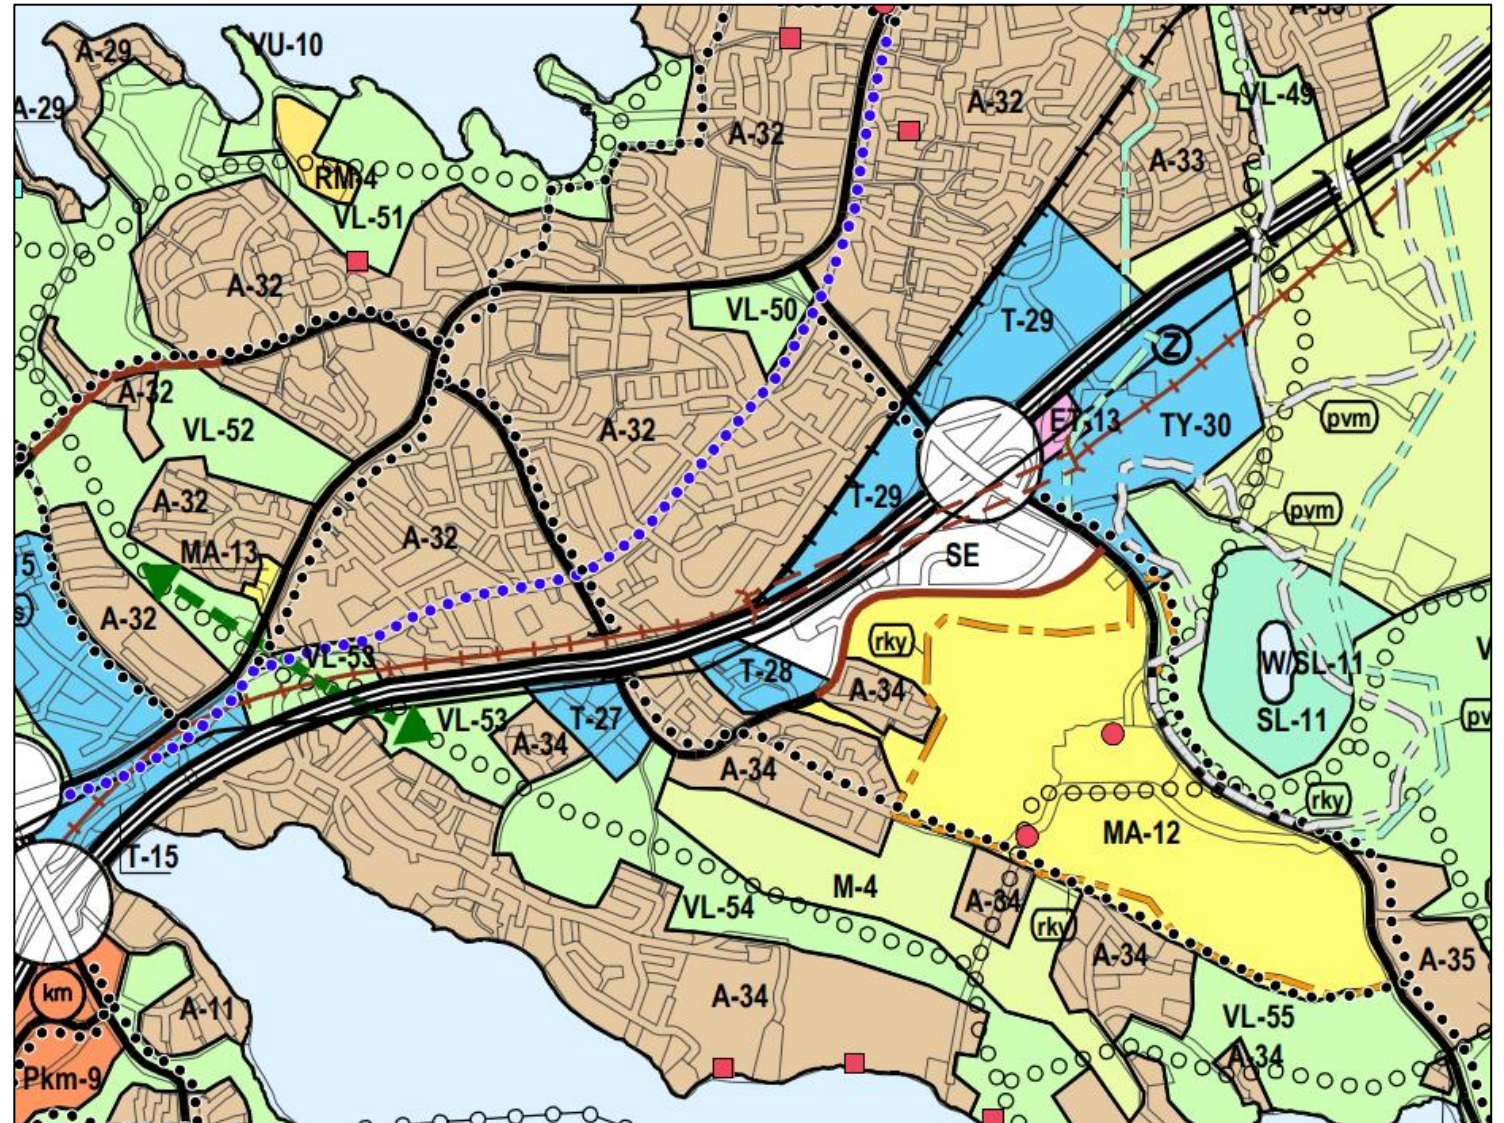 A-29
VU-10
A-33
A-29
A-32
A-32
VL-49
A-33
RM-4
VL-51
A-32
VL-50
T-29
Z
A-32
VL-52
A-32
ET-13
TY-30
pvm
A-32
T-29
pvm
MA-13
A-32
SE
A-32
rky
VL-53
T-28
A-34
W/SL-11
VL-53
T-27
A-34
SL-11
A-34
rky
MA-12
T-15
M-4
VL-54
A-34
rky
A-34
A-35
km
A-11
A-34
VL-55
A-34
Pkm-9